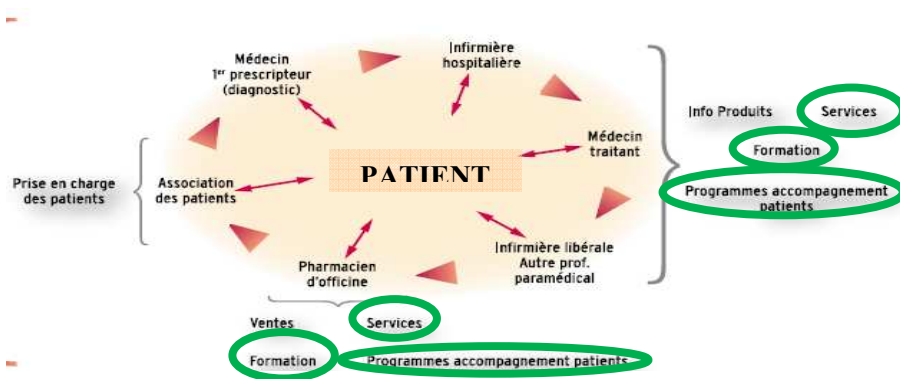 Médecin
1er prescripteur
(diagnostic)
Infirmière
hospitalière
Info Produits
Services
Médecin
traitant
Formation
PATIENT
Prise en charge
des patients
Association
des patients
Programmes accompagnement
patients
Infirmière libérale
Autre prof.
paramédical
Pharmacien
d'officine
Ventes
Services
Formation
Programmes accompagnement patients